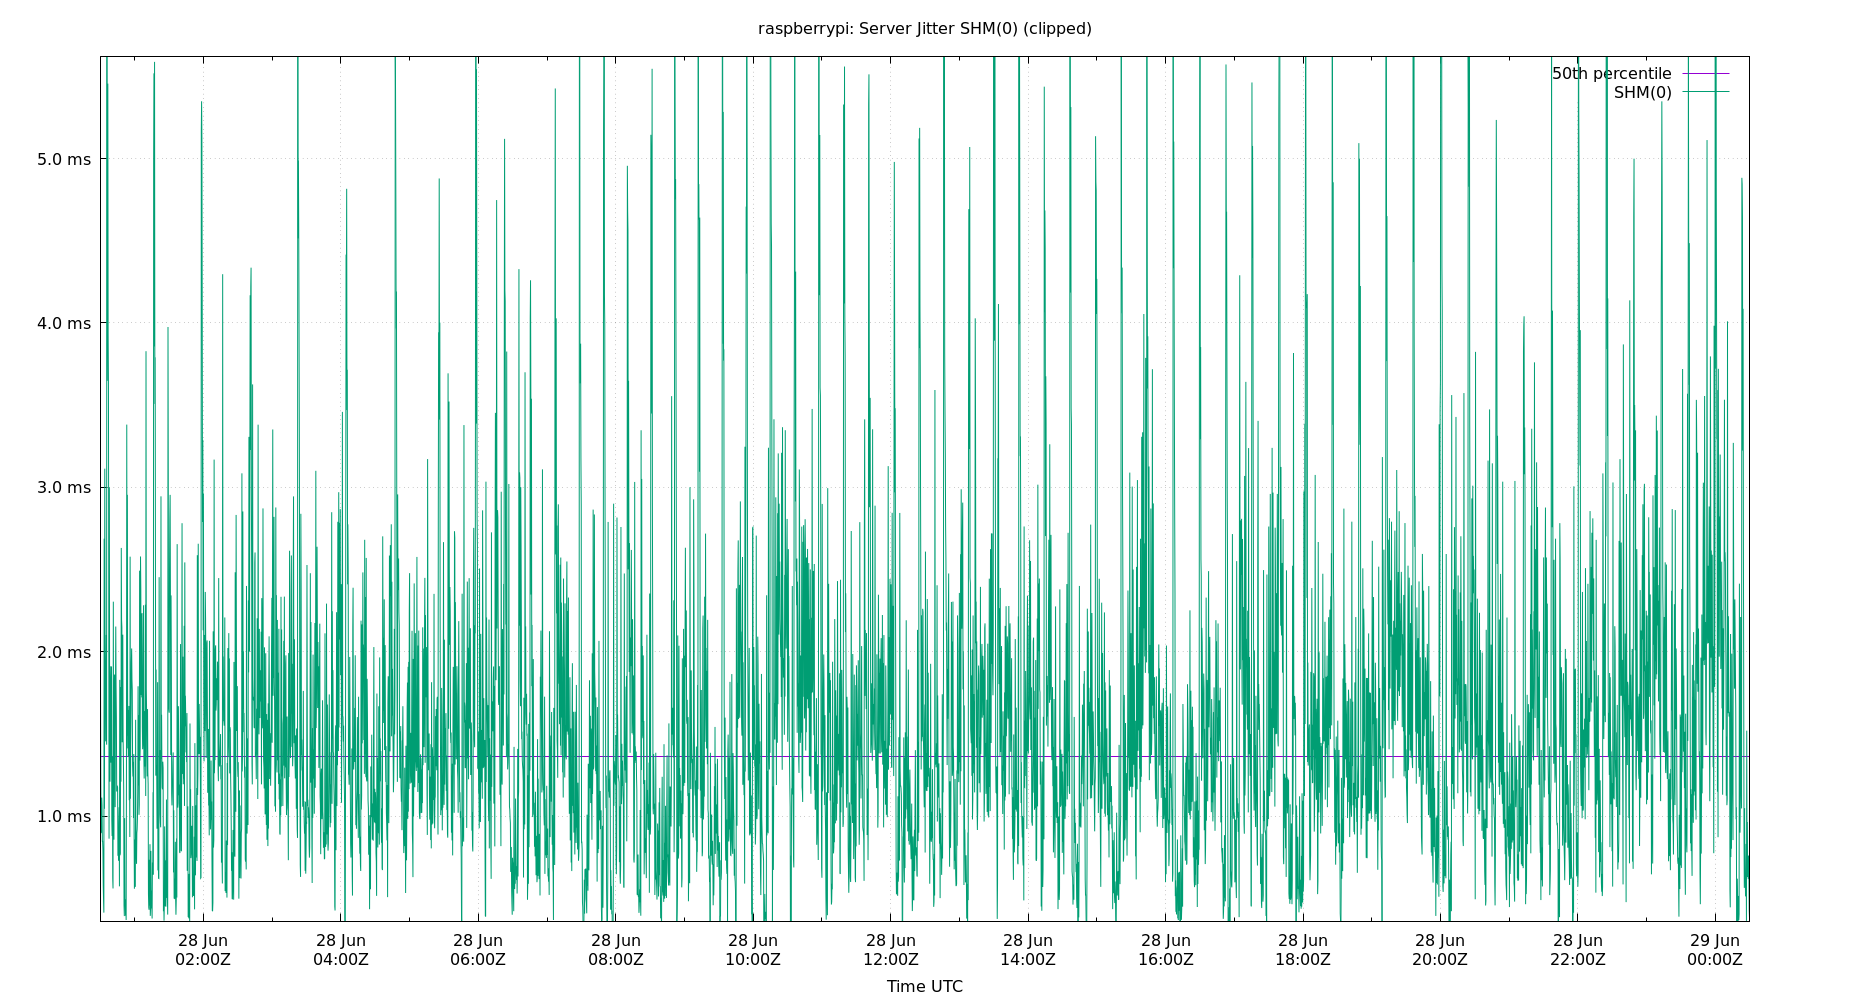 raspberrypi: Server Jitter SHM(0) (clipped)
50th percentile
SHM(0)
5.0 ms
4.0 ms
3.0 ms
2.0 ms
1.0 ms
28 Jun 28 Jun 28 Jun 28 Jun 28 Jun 28 Jun 28 Jun 28 Jun 28 Jun 28 Jun 28 Jun 29 Jun
02:00Z 04:00Z 06:00Z 08:00Z 10:00Z 12:00Z 14:00Z 16:00Z 18:00Z 20:00Z 22:00Z 00:00Z
Time UTC